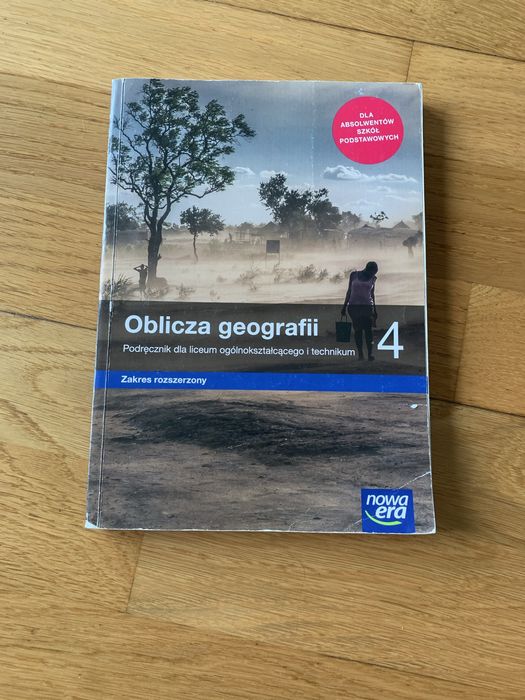 DLA
ABSOLWENTÓW
SZKÓŁ
PODSTAWOWYCH
Oblicza geografii
Podręcznik dla liceum ogólnokształcącego i technikum
4
Zakres rozszerzony
nowa
era